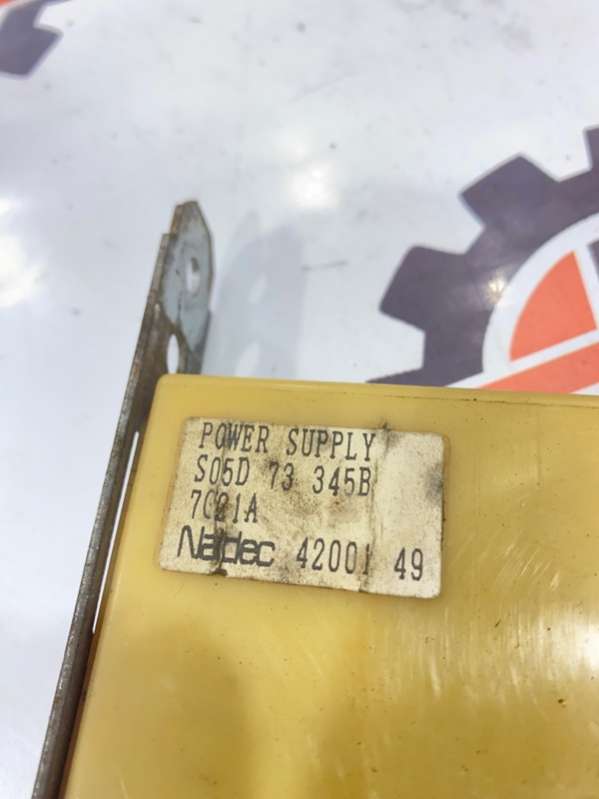 POWER SUPPLY
S05D 73 345B
7C21A
Naldec 42001 49